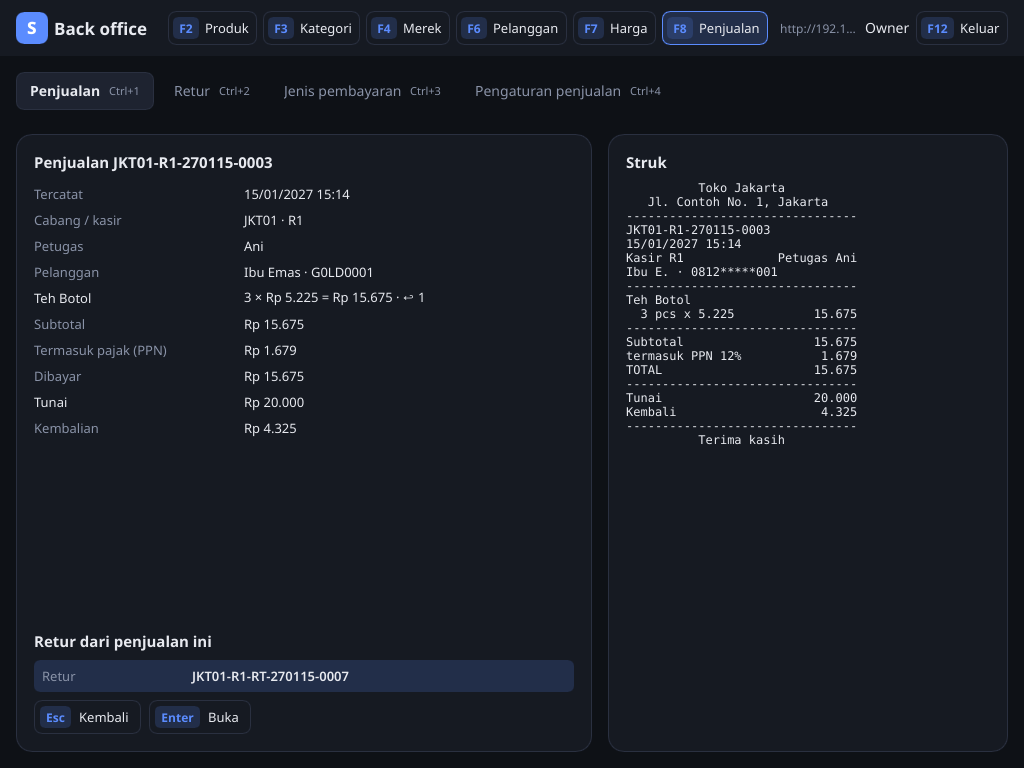 S Back office F2 Produk F3 Kategori F4 Merek F6 Pelanggan F7 Harga F8 Penjualan http://192.1... Owner F12 Keluar
Penjualan Ctrl+1 Retur Ctrl+2 Jenis pembayaran Ctrl+3 Pengaturan penjualan Ctrl+4
Penjualan JKT01-R1-270115-0003
Tercatat 15/01/2027 15:14
Cabang / kasir JKT01 · R1
Petugas Ani
Pelanggan Ibu Emas · G0LD0001
Teh Botol 3 × Rp 5.225 = Rp 15.675 · ↩ 1
Subtotal Rp 15.675
Termasuk pajak (PPN) Rp 1.679
Dibayar Rp 15.675
Tunai Rp 20.000
Kembalian Rp 4.325
Retur dari penjualan ini
Retur JKT01-R1-RT-270115-0007
Esc Kembali Enter Buka
Struk
Toko Jakarta
Jl. Contoh No. 1, Jakarta
--------------------------------
JKT01-R1-270115-0003
15/01/2027 15:14
Kasir R1 Petugas Ani
Ibu E. · 0812*****001
--------------------------------
Teh Botol
3 pcs x 5.225 15.675
--------------------------------
Subtotal 15.675
termasuk PPN 12% 1.679
TOTAL 15.675
--------------------------------
Tunai 20.000
Kembali 4.325
--------------------------------
Terima kasih